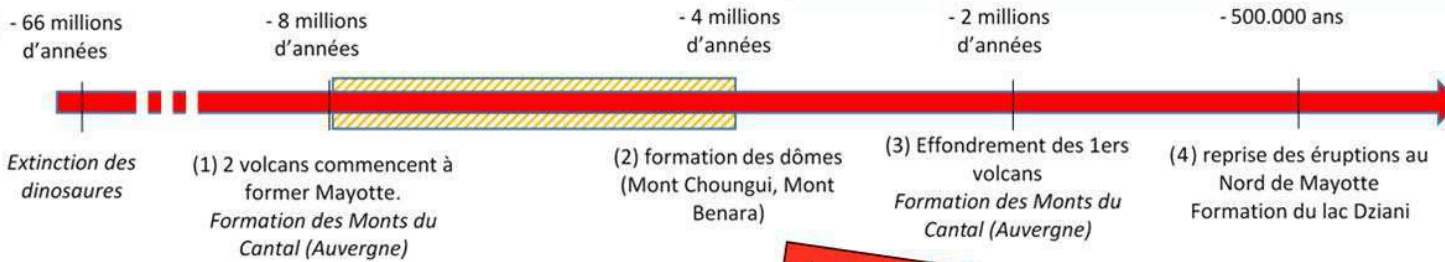 - 66 millions
d'années
- 8 millions
d'années
- 4 millions
d'années
- 2 millions
d'années
- 500.000 ans
Extinction des
dinosaures
(1) 2 volcans commencent à
former Mayotte.
Formation des Monts du
Cantal (Auvergne)
(2) formation des dômes
(Mont Choungui, Mont
Benara)
(3) Effondrement des 1ers
volcans
Formation des Monts du
Cantal (Auvergne)
(4) reprise des éruptions au
Nord de Mayotte
Formation du lac Dziani